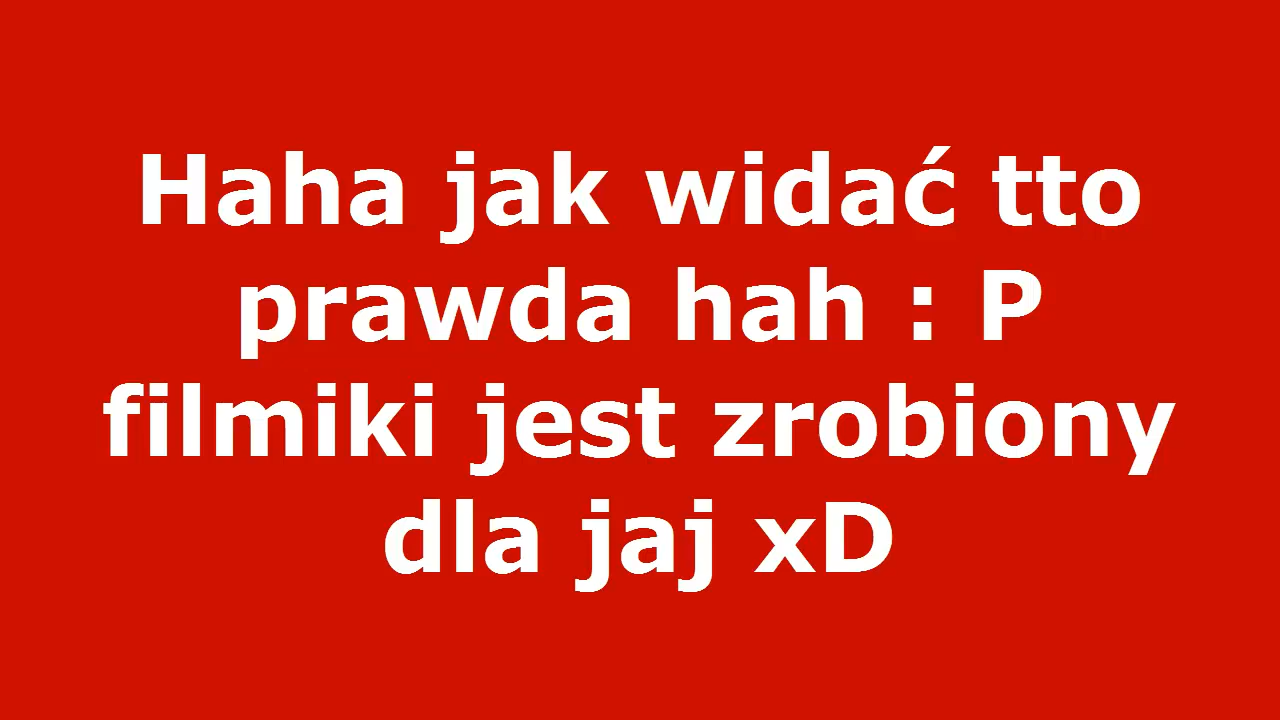 Haha jak widać tto
prawda hah : P
filmiki jest zrobiony
dla jaj xD